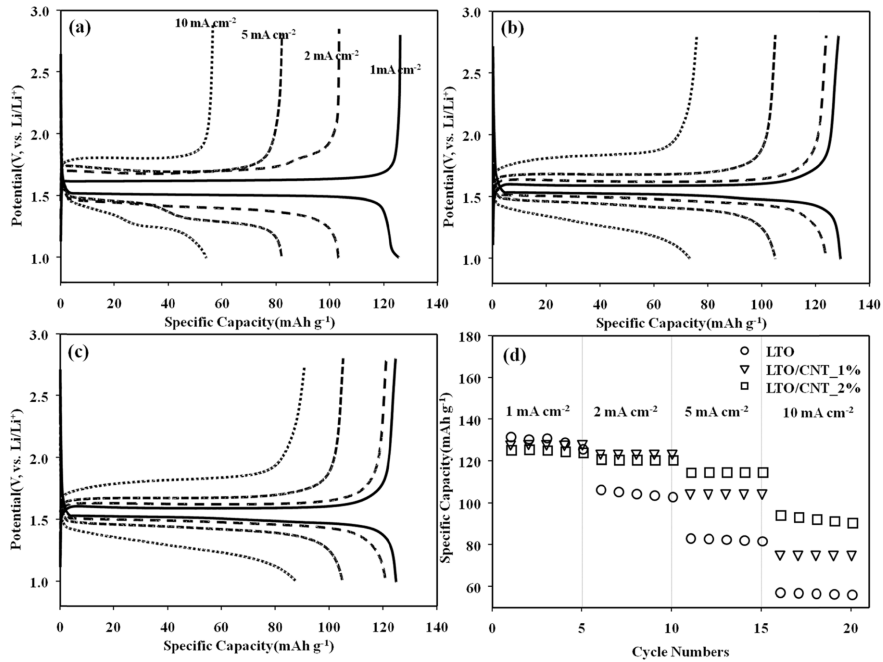 (a)
10 mA cm⁻²
5 mA cm⁻²
2 mA cm⁻²
1mA cm⁻²
3.0
2.5
2.0
1.5
1.0
Potential(V, vs. Li/Li⁺)
0 20 40 60 80 100 120 140
Specific Capacity(mAh g⁻¹)
(b)
3.0
2.5
2.0
1.5
1.0
Potential(V, vs. Li/Li⁺)
0 20 40 60 80 100 120 140
Specific Capacity(mAh g⁻¹)
(c)
3.0
2.5
2.0
1.5
1.0
Potential(V, vs. Li/Li⁺)
0 20 40 60 80 100 120 140
Specific Capacity(mAh g⁻¹)
(d)
LTO
LTO/CNT_1%
LTO/CNT_2%
1 mA cm⁻²
2 mA cm⁻²
5 mA cm⁻²
10 mA cm⁻²
180
160
140
120
100
80
60
Specific Capacity(mAh g⁻¹)
0 5 10 15 20
Cycle Numbers